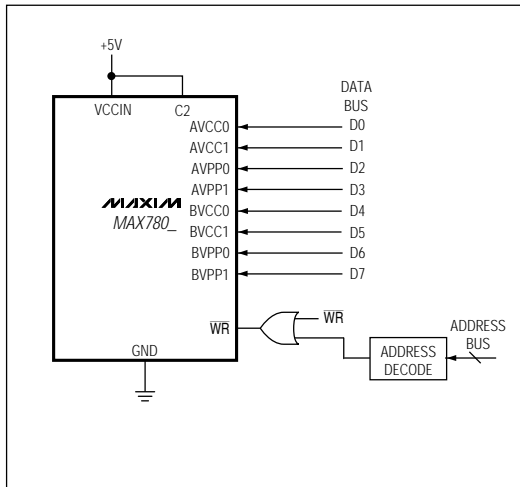 +5V
VCCIN
C2
DATA
BUS
AVCC0
D0
AVCC1
D1
AVPP0
D2
AVPP1
D3
MAXIM
MAX780_
BVCC0
D4
BVCC1
D5
BVPP0
D6
BVPP1
D7
WR
WR
GND
ADDRESS
DECODE
ADDRESS
BUS